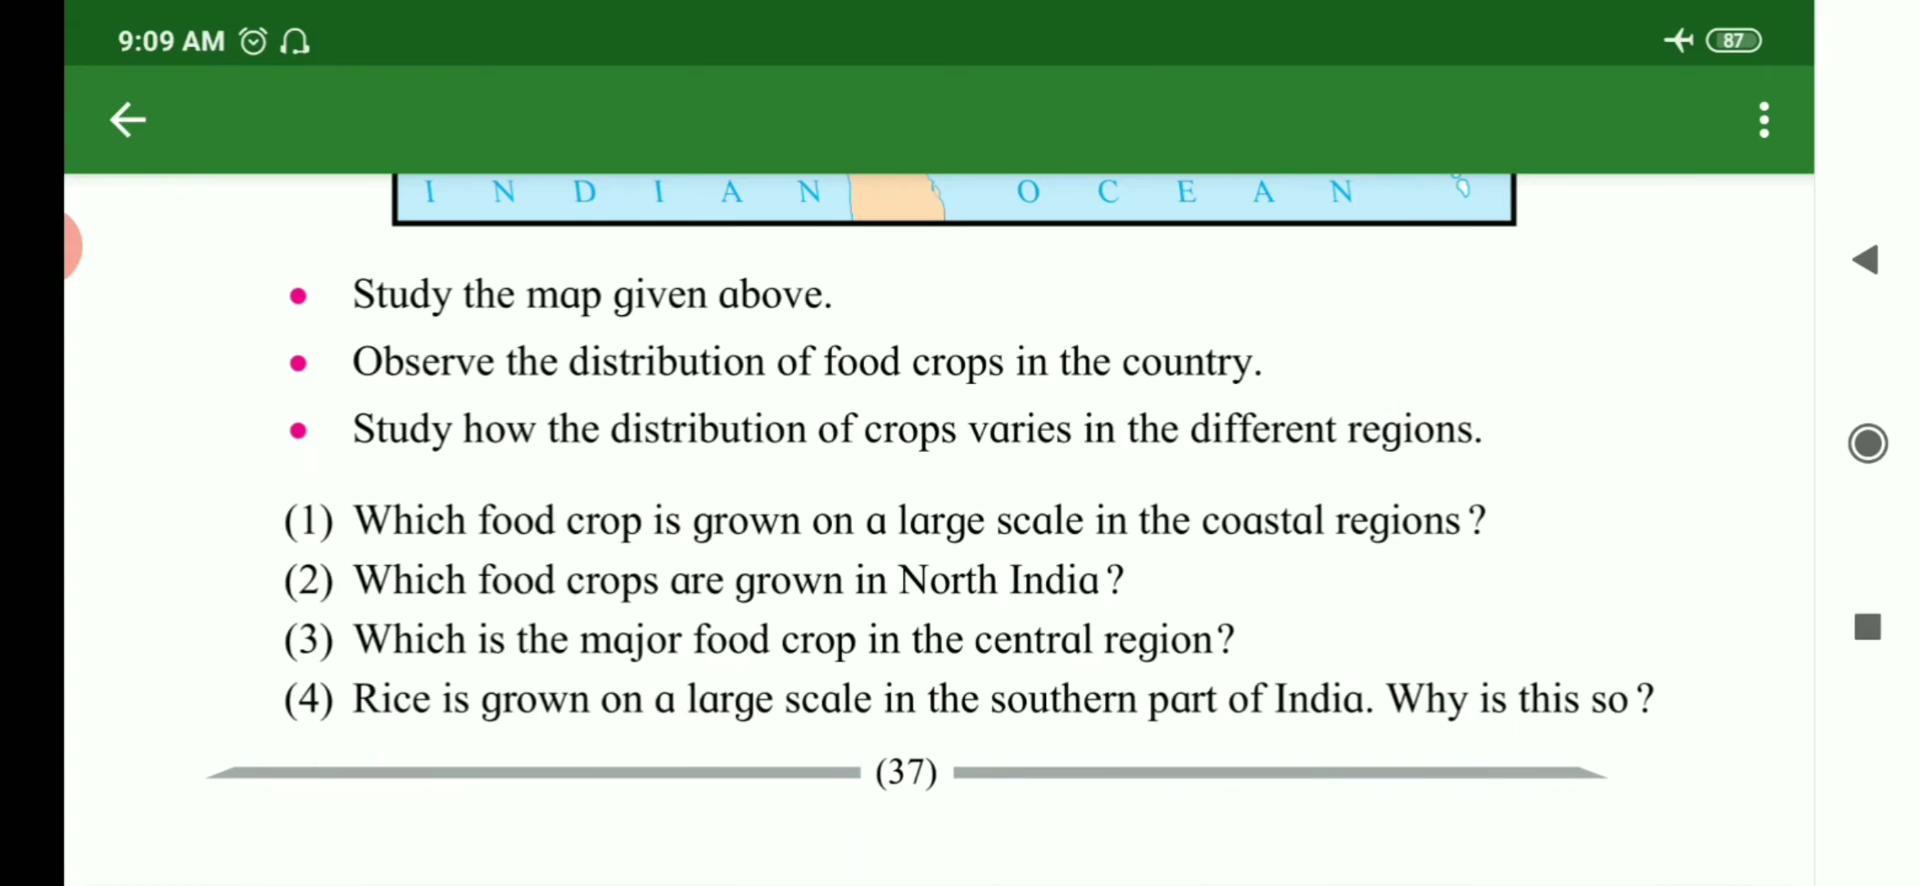 9:09 AM
87
I N D I A N O C E A N
• Study the map given above.
• Observe the distribution of food crops in the country.
• Study how the distribution of crops varies in the different regions.
(1) Which food crop is grown on a large scale in the coastal regions ?
(2) Which food crops are grown in North India ?
(3) Which is the major food crop in the central region ?
(4) Rice is grown on a large scale in the southern part of India. Why is this so ?
(37)